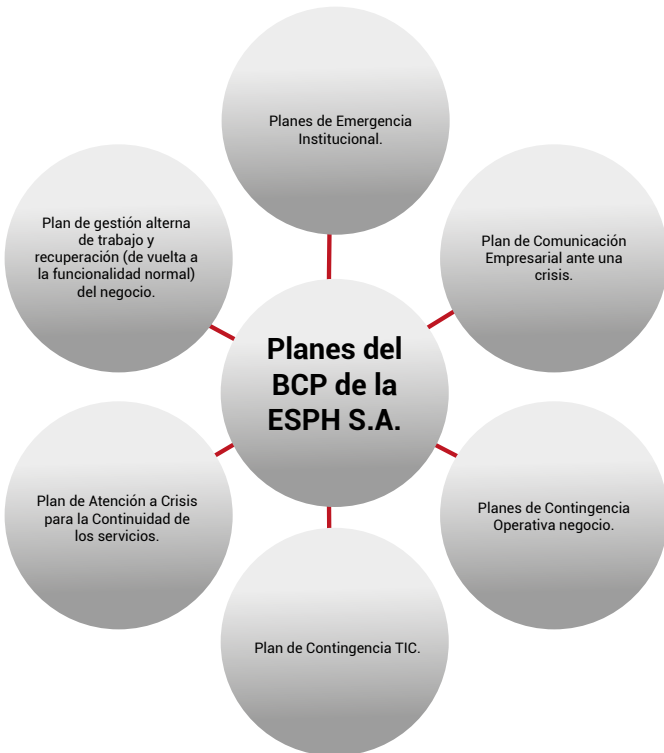 Planes de Emergencia
Institucional.
Plan de gestión alterna
de trabajo y
recuperación (de vuelta a
la funcionalidad normal)
del negocio.
Plan de Comunicación
Empresarial ante una
crisis.
Planes del
BCP de la
ESPH S.A.
Plan de Atención a Crisis
para la Continuidad de
los servicios.
Planes de Contingencia
Operativa negocio.
Plan de Contingencia TIC.